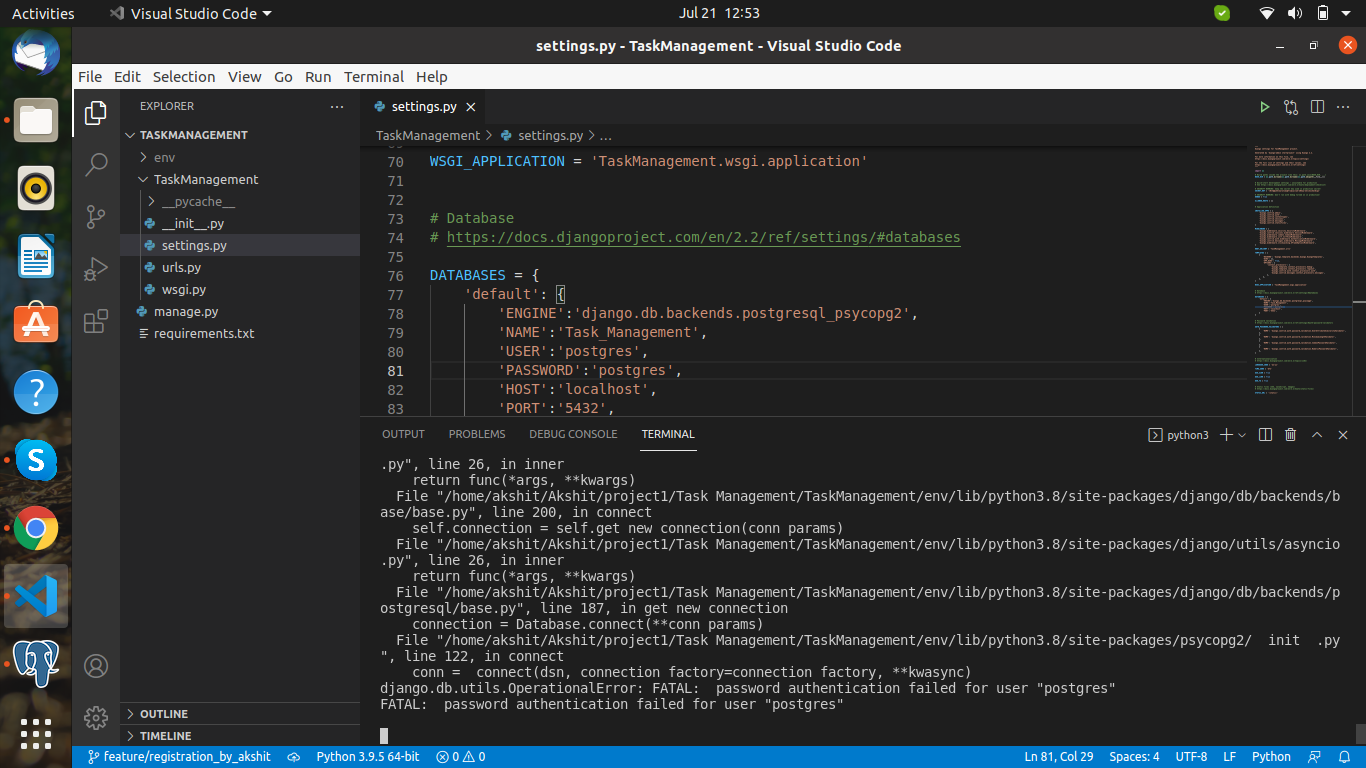 Activities
Visual Studio Code
Jul 21 12:53
settings.py - TaskManagement - Visual Studio Code
File Edit Selection View Go Run Terminal Help
EXPLORER
TASKMANAGEMENT
env
TaskManagement
__pycache__
__init__.py
settings.py
urls.py
wsgi.py
manage.py
requirements.txt
OUTLINE
TIMELINE
settings.py
TaskManagement > settings.py > ...
70 WSGI_APPLICATION = 'TaskManagement.wsgi.application'
71
72
73 # Database
74 # https://docs.djangoproject.com/en/2.2/ref/settings/#databases
75
76 DATABASES = {
77 'default': {
78 'ENGINE':'django.db.backends.postgresql_psycopg2',
79 'NAME':'Task_Management',
80 'USER':'postgres',
81 'PASSWORD':'postgres',
82 'HOST':'localhost',
83 'PORT':'5432',
OUTPUT PROBLEMS DEBUG CONSOLE TERMINAL
python3
.py", line 26, in inner
return func(*args, **kwargs)
File "/home/akshit/Akshit/project1/Task Management/TaskManagement/env/lib/python3.8/site-packages/django/db/backends/b
ase/base.py", line 200, in connect
self.connection = self.get new connection(conn params)
File "/home/akshit/Akshit/project1/Task Management/TaskManagement/env/lib/python3.8/site-packages/django/utils/asyncio
.py", line 26, in inner
return func(*args, **kwargs)
File "/home/akshit/Akshit/project1/Task Management/TaskManagement/env/lib/python3.8/site-packages/django/db/backends/p
ostgresql/base.py", line 187, in get new connection
connection = Database.connect(**conn params)
File "/home/akshit/Akshit/project1/Task Management/TaskManagement/env/lib/python3.8/site-packages/psycopg2/  init  .py
", line 122, in connect
conn =  connect(dsn, connection factory=connection factory, **kwasync)
django.db.utils.OperationalError: FATAL:  password authentication failed for user "postgres"
FATAL:  password authentication failed for user "postgres"
feature/registration_by_akshit
Python 3.9.5 64-bit
0 0
Ln 81, Col 29
Spaces: 4
UTF-8
LF
Python